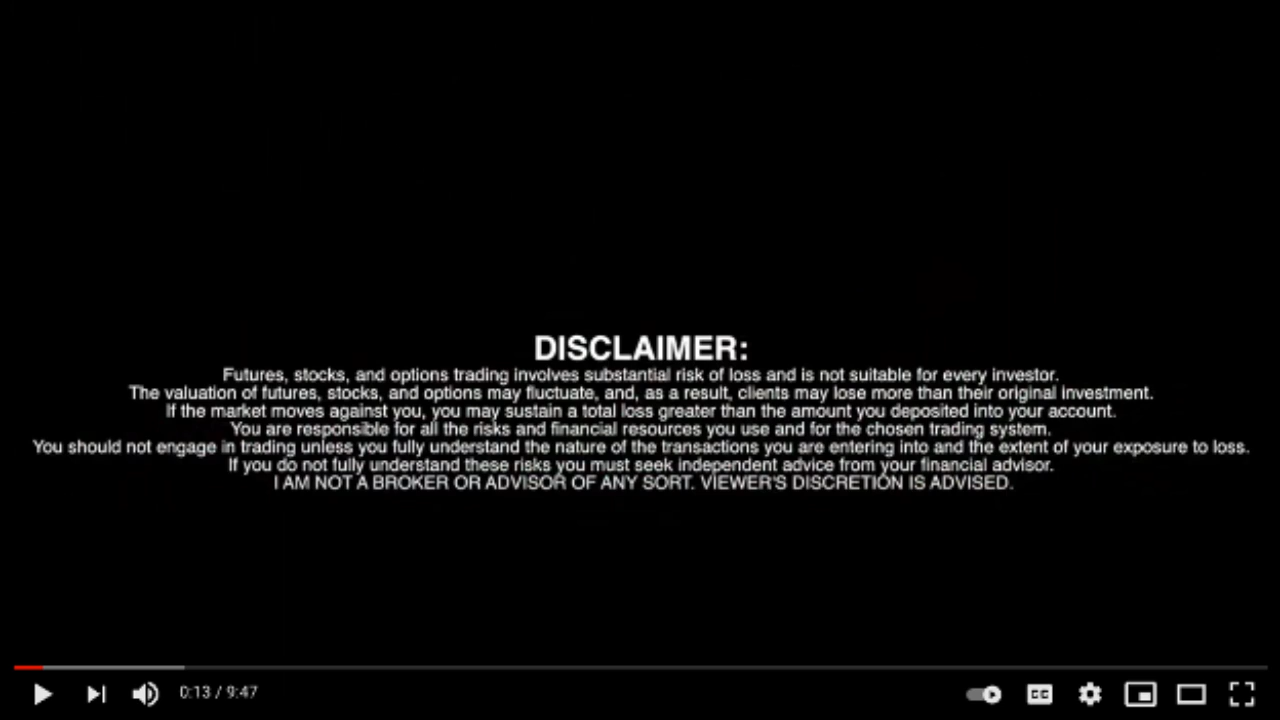 DISCLAIMER:
Futures, stocks, and options trading involves substantial risk of loss and is not suitable for every investor.
The valuation of futures, stocks, and options may fluctuate, and, as a result, clients may lose more than their original investment.
If the market moves against you, you may sustain a total loss greater than the amount you deposited into your account.
You are responsible for all the risks and financial resources you use and for the chosen trading system.
You should not engage in trading unless you fully understand the nature of the transactions you are entering into and the extent of your exposure to loss.
If you do not fully understand these risks you must seek independent advice from your financial advisor.
I AM NOT A BROKER OR ADVISOR OF ANY SORT. VIEWER'S DISCRETION IS ADVISED.
0:13 / 9:47
CC